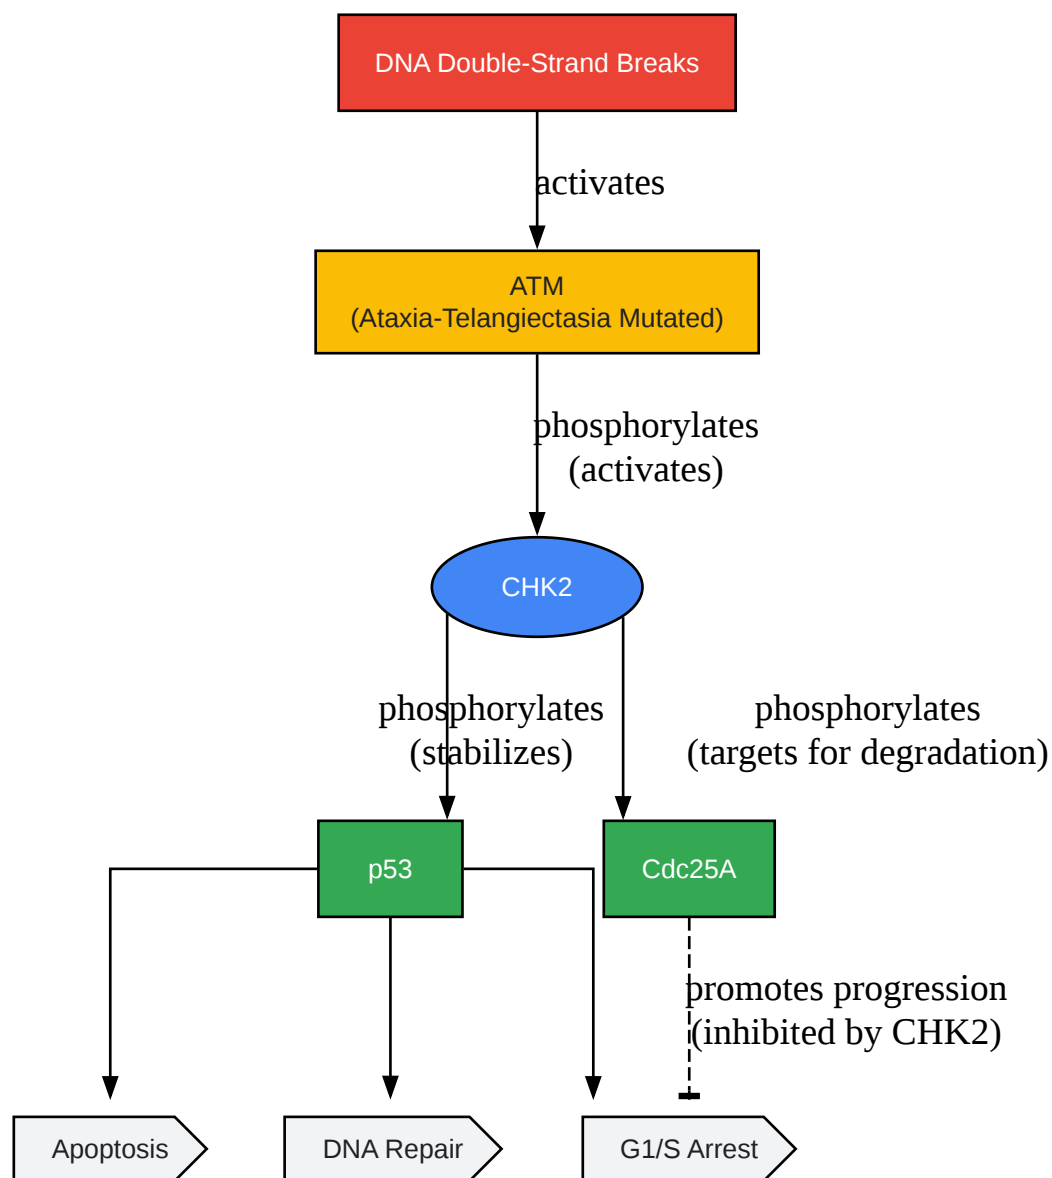 DNA Double-Strand Breaks
activates
ATM
(Ataxia-Telangiectasia Mutated)
phosphorylates
(activates)
CHK2
phosphorylates
(stabilizes)
phosphorylates
(targets for degradation)
p53
Cdc25A
promotes progression
(inhibited by CHK2)
Apoptosis
DNA Repair
G1/S Arrest